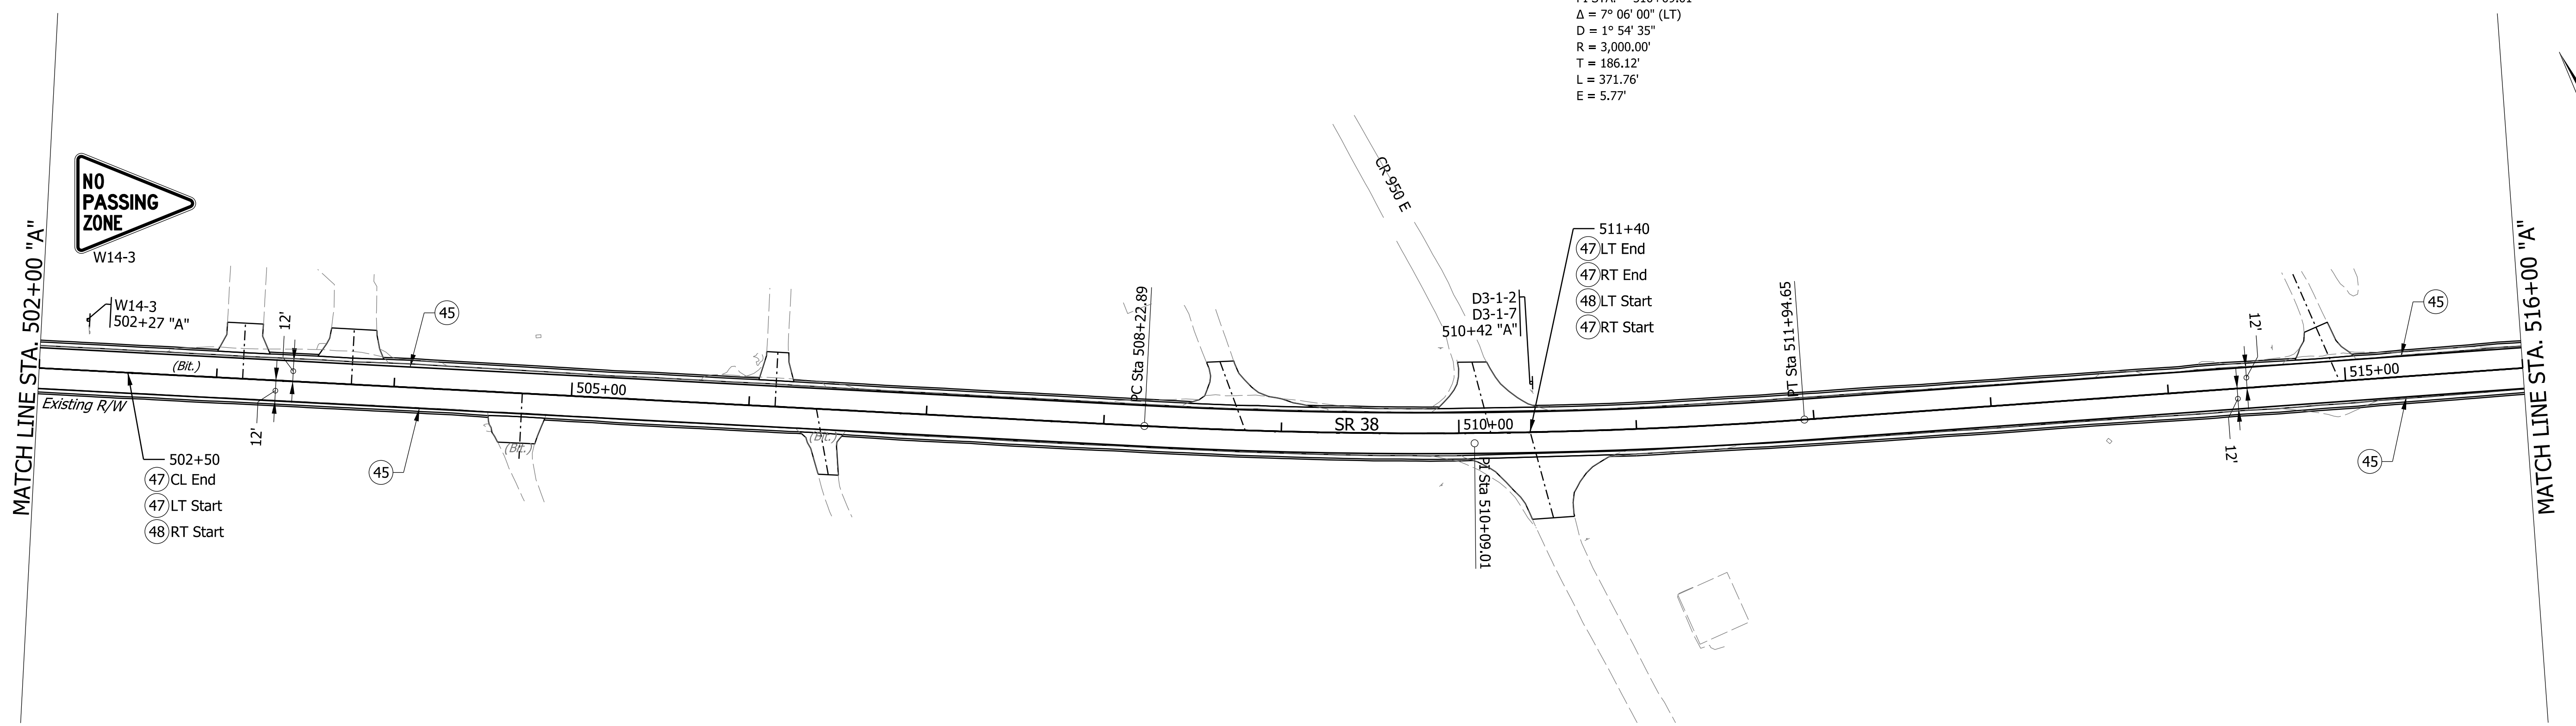 Δ = 7° 06' 00" (LT)
D = 1° 54' 35"
R = 3,000.00'
T = 186.12'
L = 371.76'
E = 5.77'
MATCH LINE STA. 502+00 "A"
NO
PASSING
ZONE
W14-3
W14-3
502+27 "A"
12'
12'
45
(Bit.)
Existing R/W
505+00
45
502+50
47 CL End
47 LT Start
48 RT Start
(Bit.)
(Bit.)
PC Sta 508+22.89
CR 950 E
D3-1-2
D3-1-7
510+42 "A"
511+40
47 LT End
47 RT End
48 LT Start
47 RT Start
SR 38
510+00
PI Sta 510+09.01
PT Sta 511+94.65
12'
12'
45
515+00
45
MATCH LINE STA. 516+00 "A"